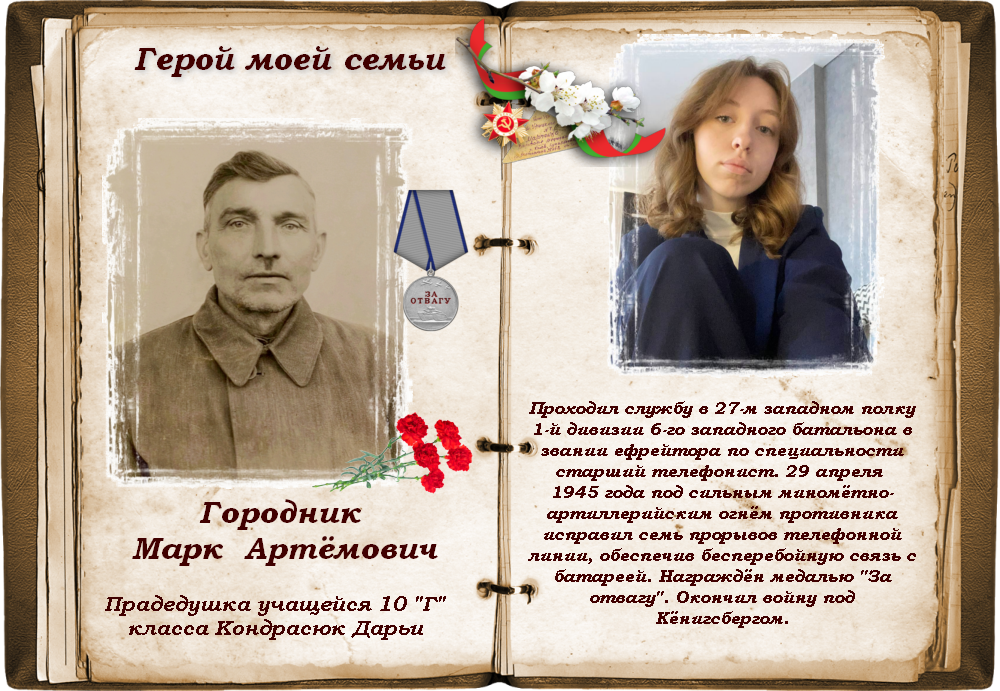 Герой моей семьи
ЗА
ОТВАГУ
Городник
Марк Артёмович
Прадедушка учащейся 10 "Г"
класса Кондрасюк Дарьи
Проходил службу в 27-м западном полку
1-й дивизии 6-го западного батальона в
звании ефрейтора по специальности
старший телефонист. 29 апреля
1945 года под сильным миномётно-
артиллерийским огнём противника
исправил семь прорывов телефонной
линии, обеспечив бесперебойную связь с
батареей. Награждён медалью "За
отвагу". Окончил войну под
Кёнигсбергом.